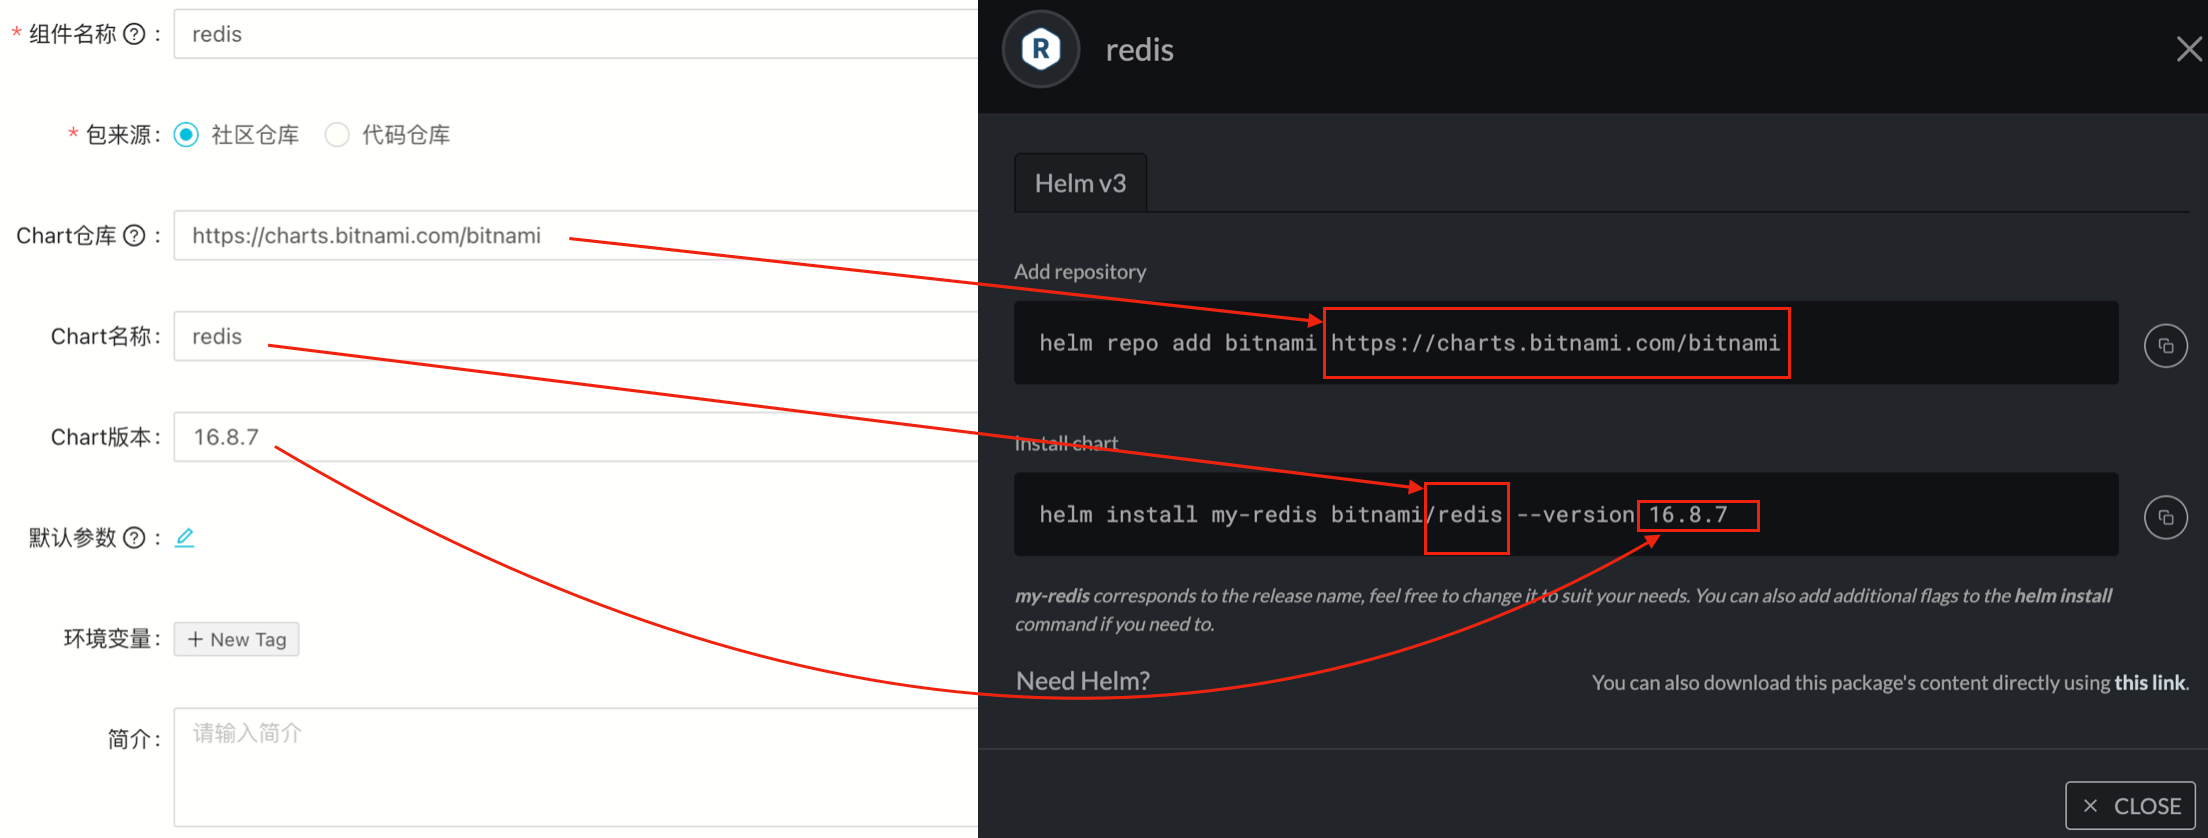 * 组件名称 ? :
redis
* 包来源:
社区仓库
代码仓库
Chart仓库 ? :
https://charts.bitnami.com/bitnami
Chart名称:
redis
Chart版本:
16.8.7
默认参数 ? :
环境变量:
+ New Tag
简介:
请输入简介
R
redis
Helm v3
Add repository
helm repo add bitnami https://charts.bitnami.com/bitnami
Install chart
helm install my-redis bitnami/redis --version 16.8.7
my-redis corresponds to the release name, feel free to change it to suit your needs. You can also add additional flags to the helm install
command if you need to.
Need Helm?
You can also download this package's content directly using this link.
× CLOSE